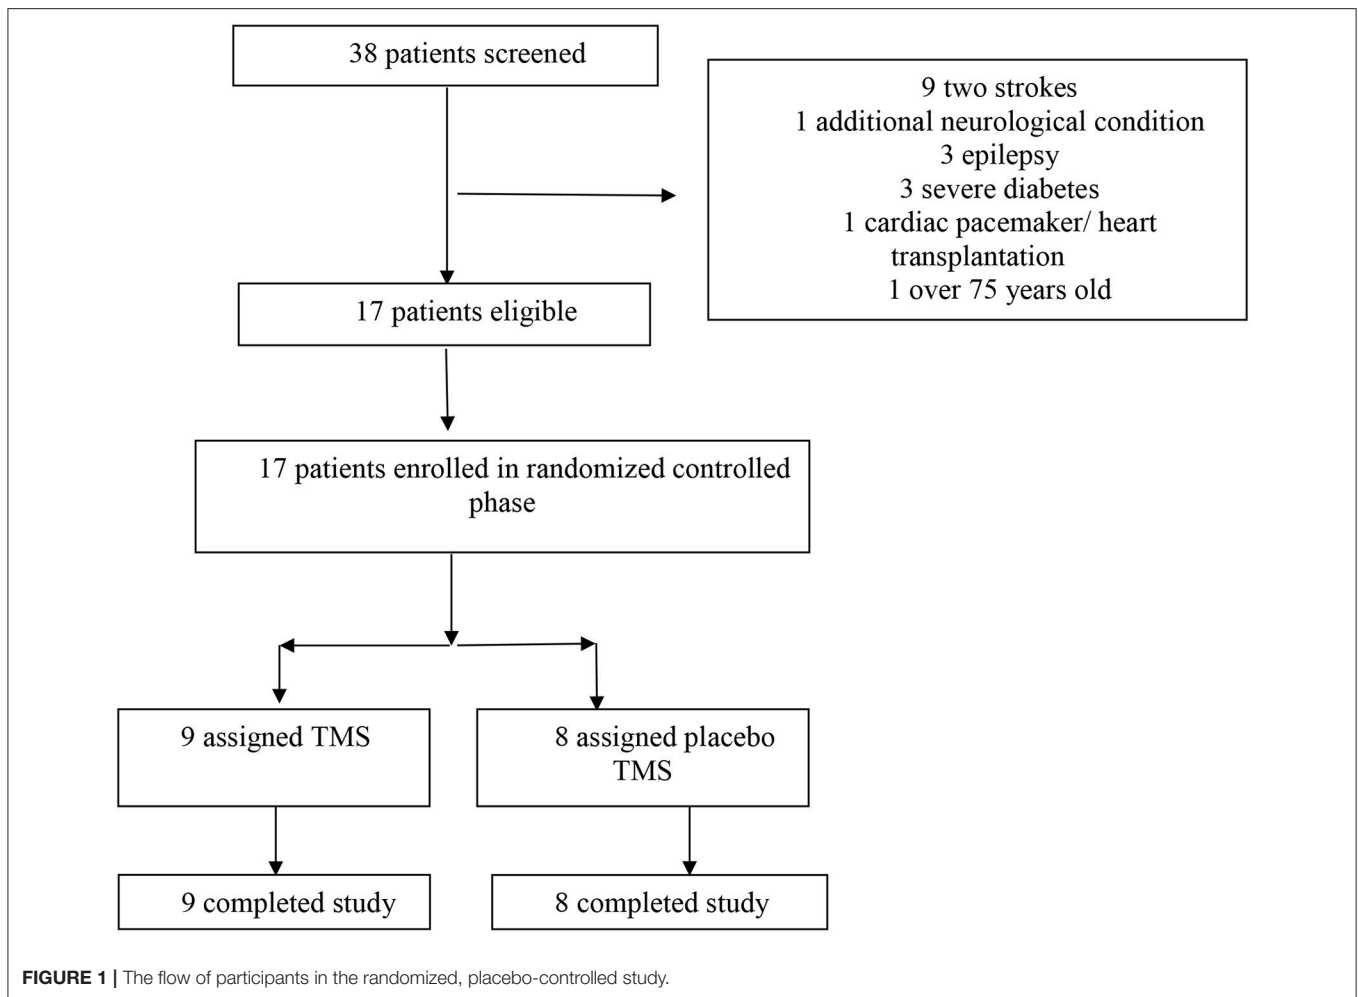 38 patients screened
9 two strokes
1 additional neurological condition
3 epilepsy
3 severe diabetes
1 cardiac pacemaker/ heart
transplantation
1 over 75 years old
17 patients eligible
17 patients enrolled in randomized controlled
phase
9 assigned TMS
8 assigned placebo
TMS
9 completed study
8 completed study
FIGURE 1 | The flow of participants in the randomized, placebo-controlled study.